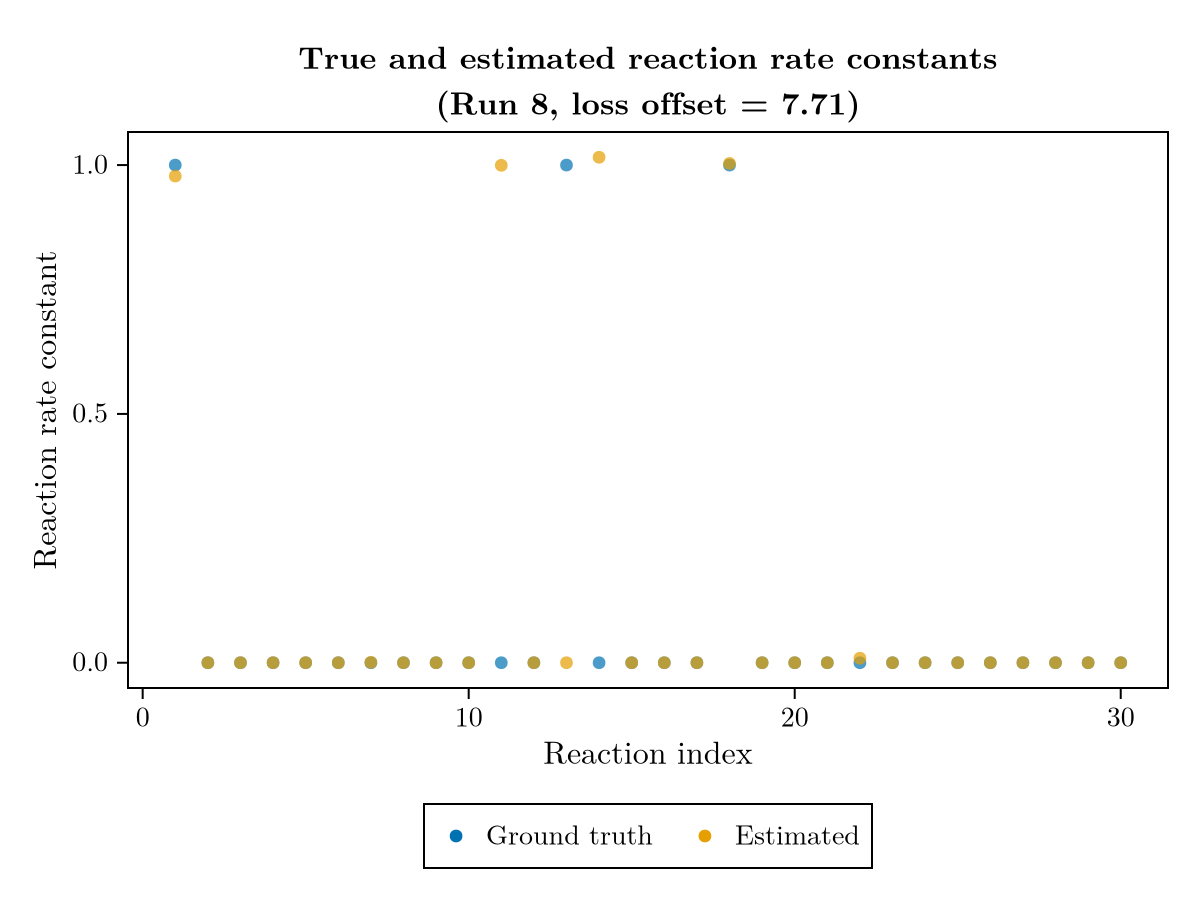 True and estimated reaction rate constants
(Run 8, loss offset = 7.71)
Reaction rate constant
1.0
0.5
0.0
0 10 20 30
Reaction index
Ground truth Estimated